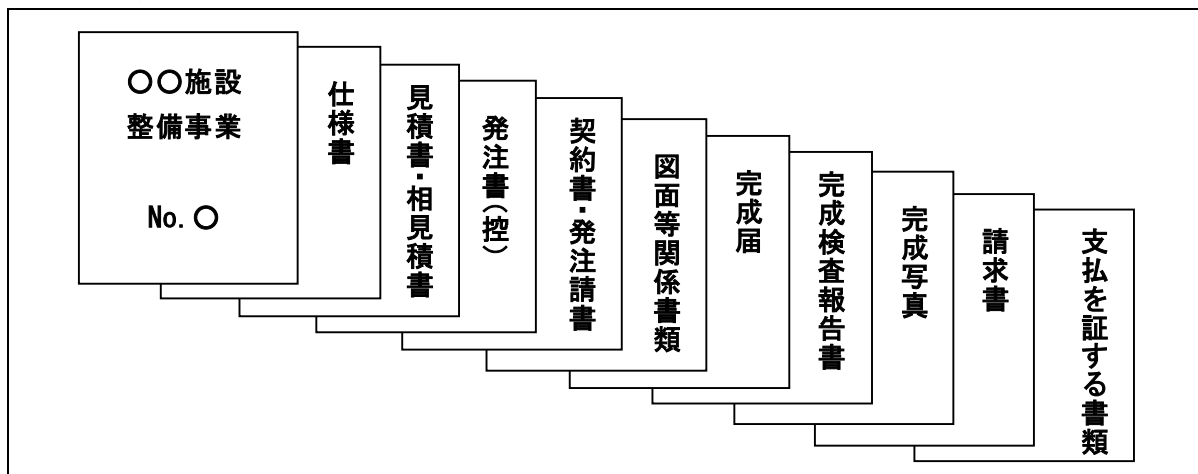 ○○施設
整備事業
No. ○
仕様書
見積書・相見積書
発注書(控)
契約書・発注請書
図面等関係書類
完成届
完成検査報告書
完成写真
請求書
支払を証する書類